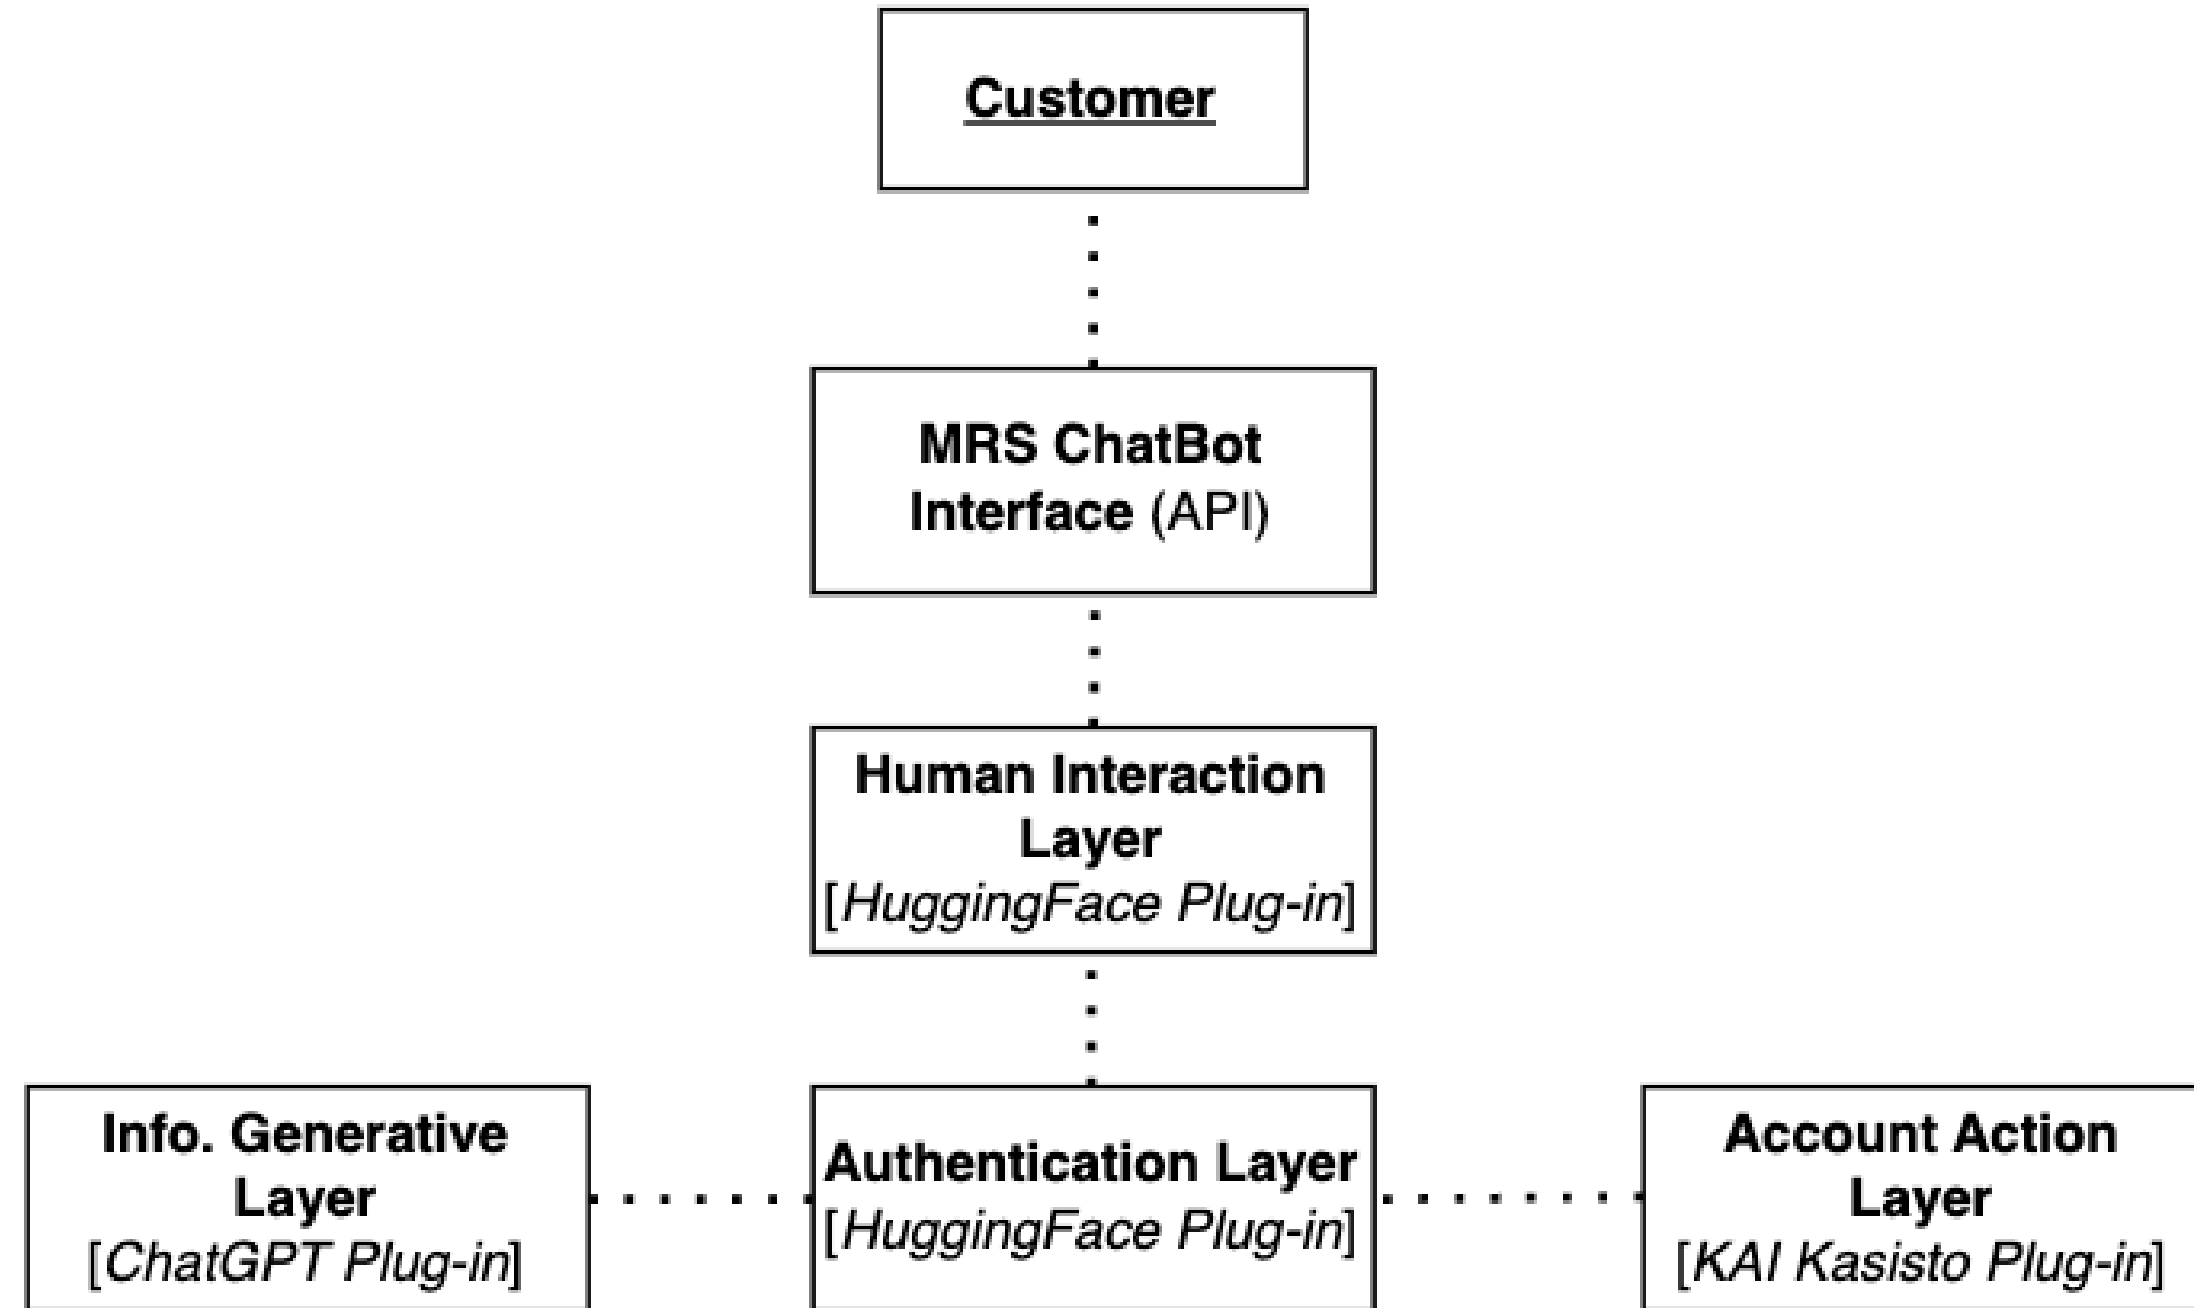 Customer
MRS ChatBot
Interface (API)
Human Interaction
Layer
[HuggingFace Plug-in]
Info. Generative
Layer
[ChatGPT Plug-in]
Authentication Layer
[HuggingFace Plug-in]
Account Action
Layer
[KAI Kasisto Plug-in]